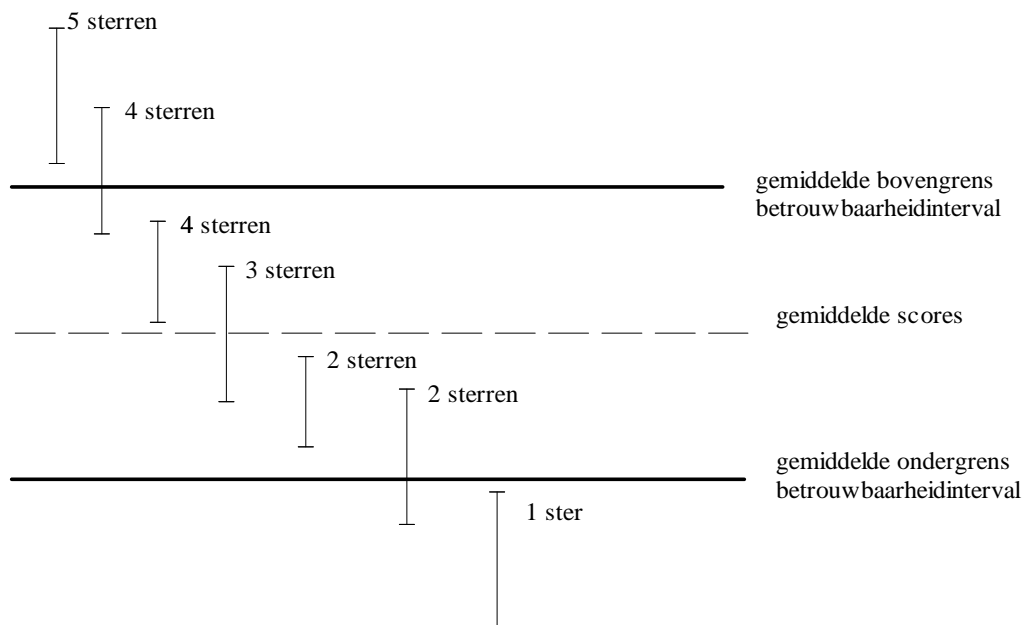 5 sterren
4 sterren
gemiddelde bovengrens
betrouwbaarheidinterval
4 sterren
3 sterren
gemiddelde scores
2 sterren
2 sterren
gemiddelde ondergrens
betrouwbaarheidinterval
1 ster